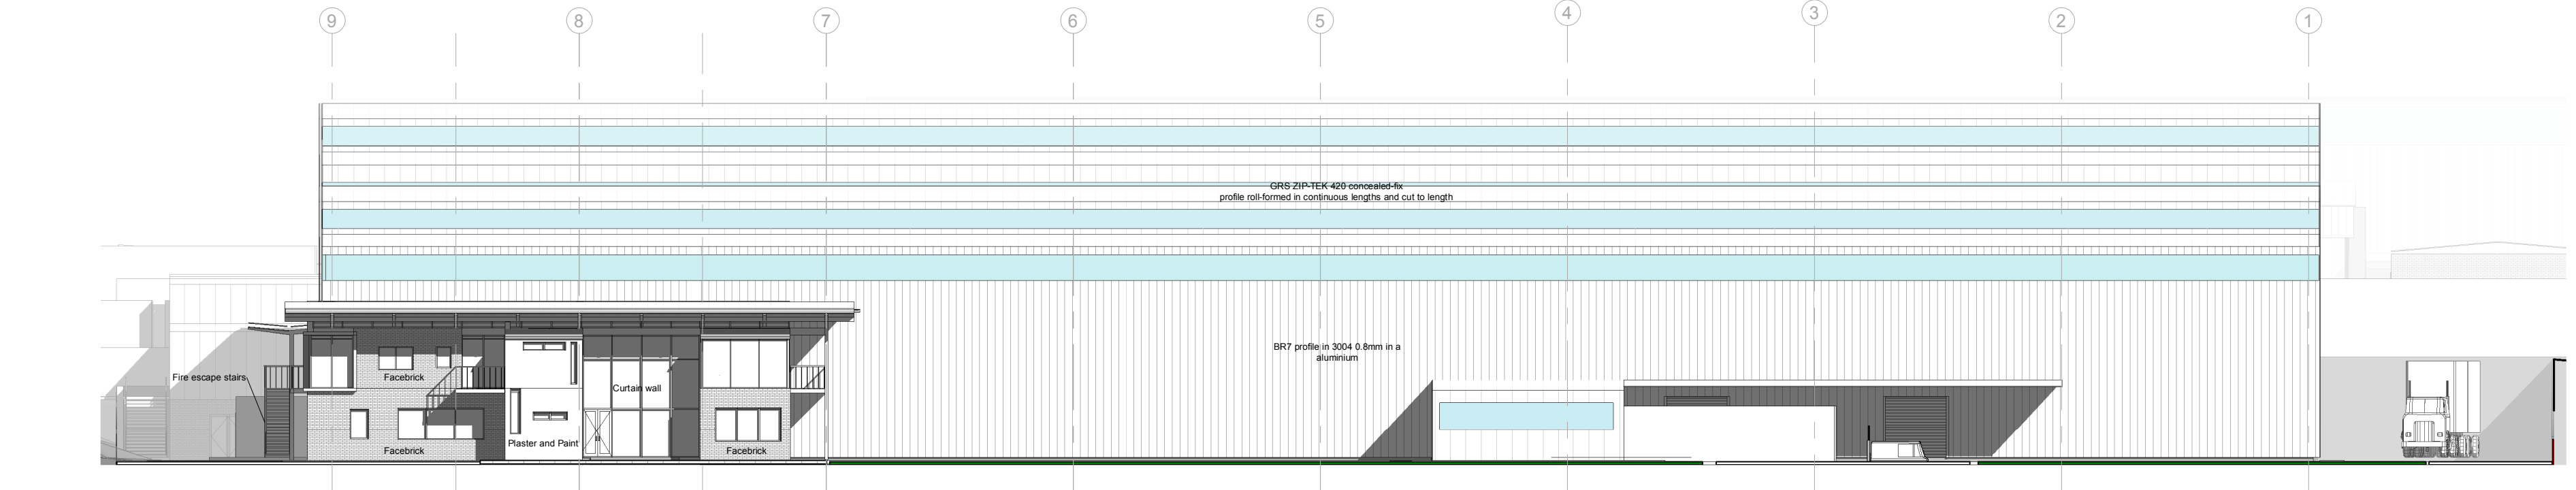 9
8
7
6
5
4
3
2
1
GRS ZIP-TEK 420 concealed-fix
profile roll-formed in continuous lengths and cut to length
BR7 profile in 3004 0.8mm in a
aluminium
Fire escape stairs
Facebrick
Curtain wall
Plaster and Paint
Facebrick
Facebrick